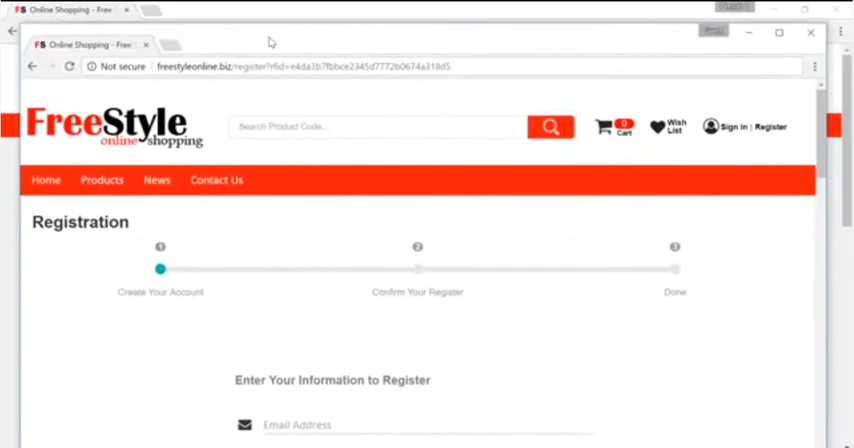 FS Online Shopping - Free
FS Online Shopping - Free
Not secure freestyleonline.biz/register?rfid=e4da3b7fbbce2345d7772b0674a318d5
FreeStyle
online shopping
Search Product Code...
0
Cart
Wish
List
Sign in | Register
Home Products News Contact Us
Registration
1 2 3
Create Your Account Confirm Your Register Done
Enter Your Information to Register
Email Address